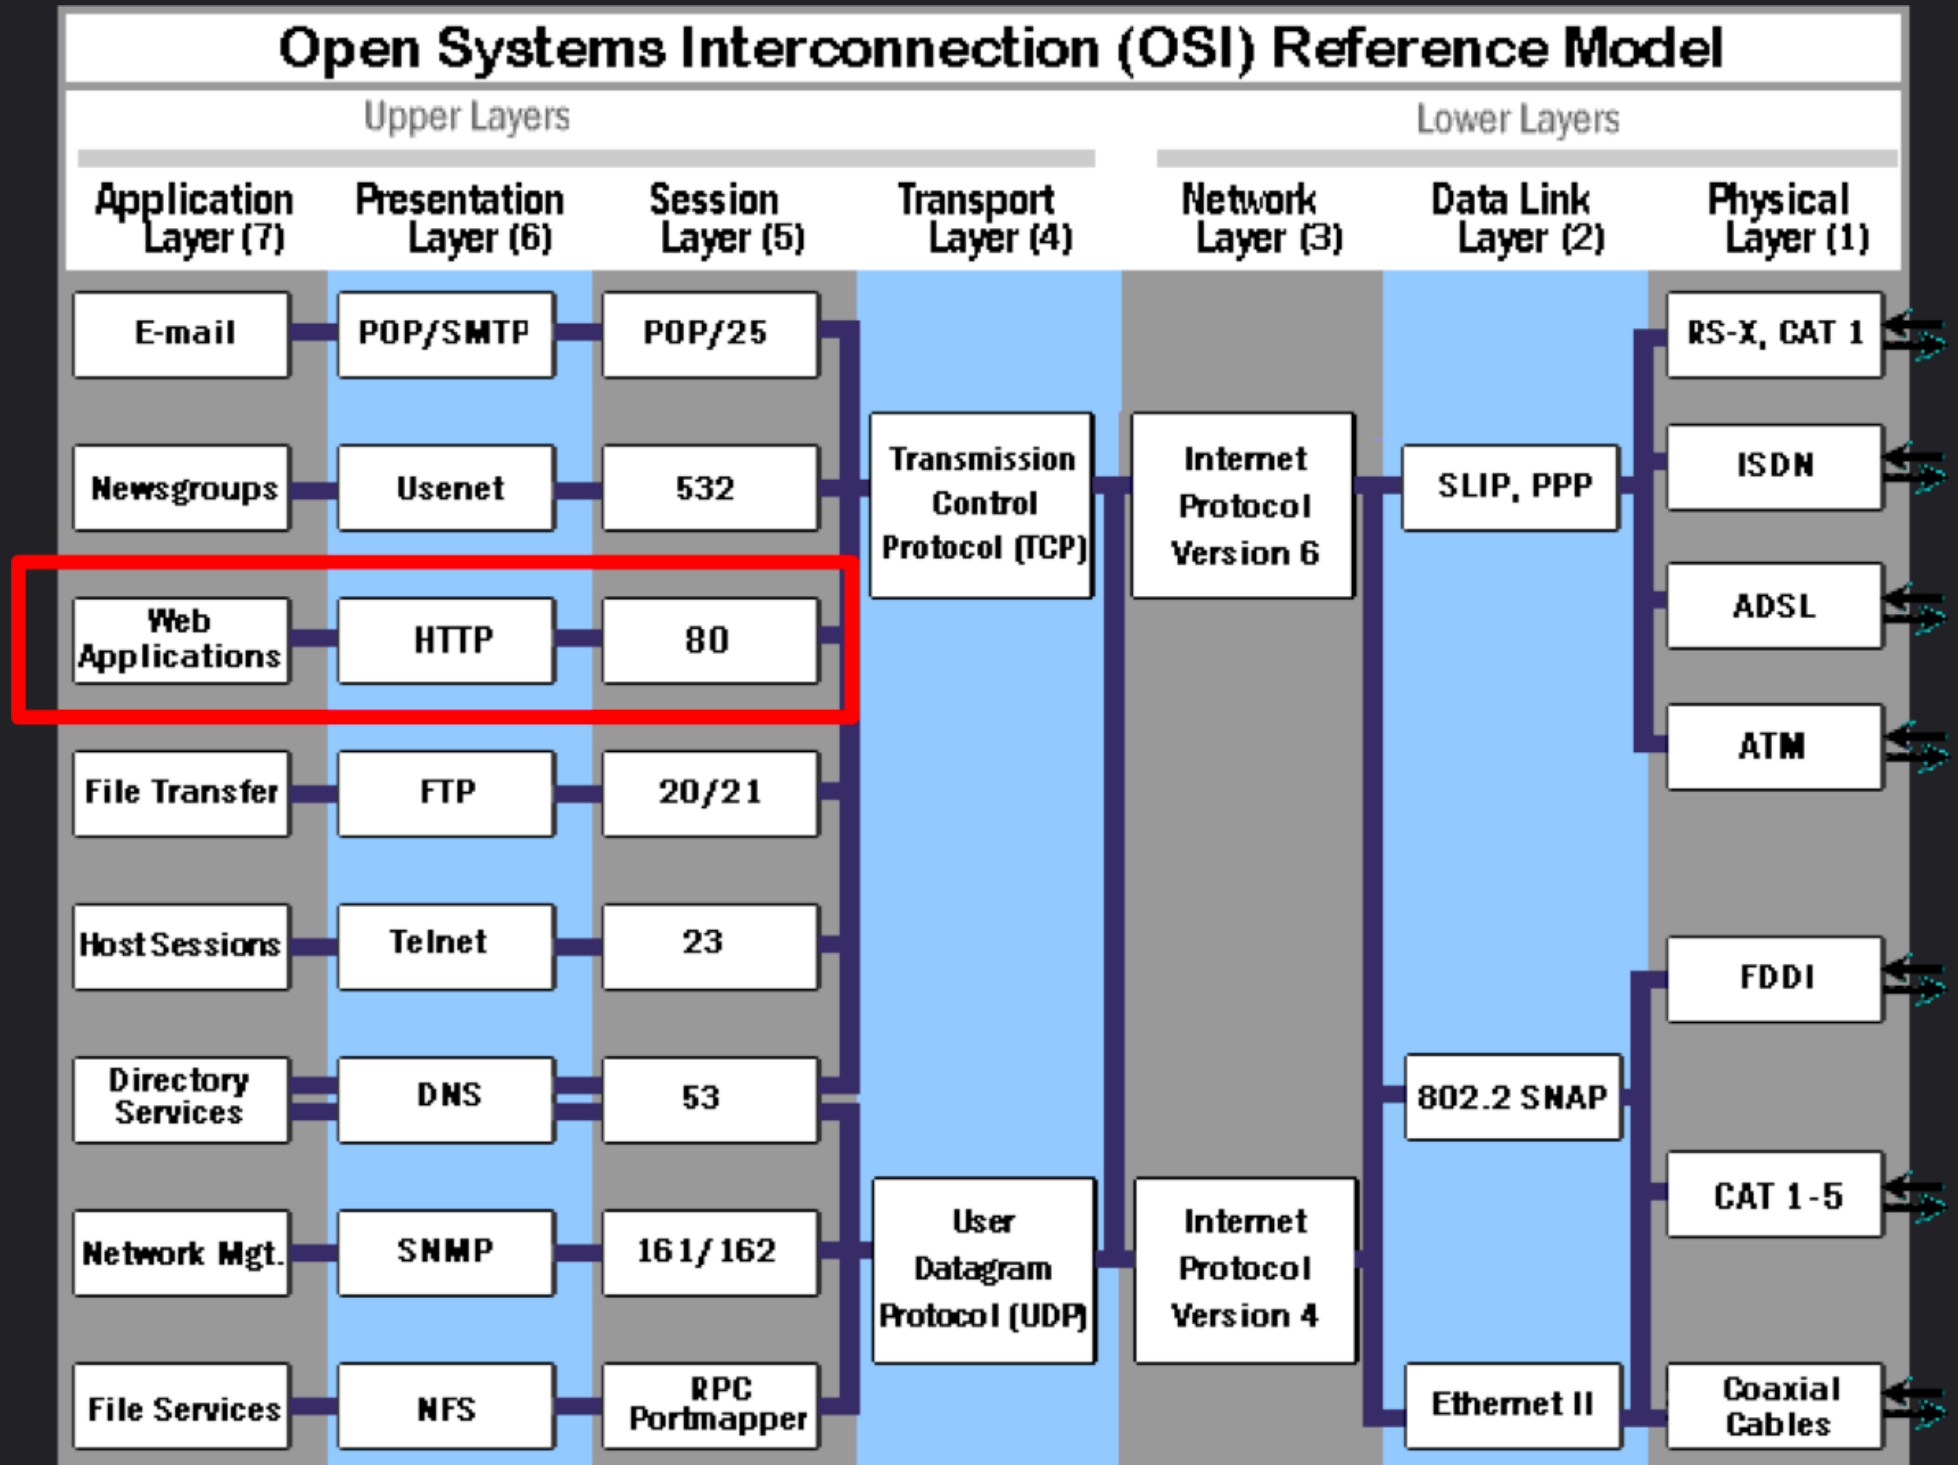 Open Systems Interconnection (OSI) Reference Model
Upper Layers
Lower Layers
Application
Layer (7)
Presentation
Layer (6)
Session
Layer (5)
Transport
Layer (4)
Network
Layer (3)
Data Link
Layer (2)
Physical
Layer (1)
E-mail
POP/SMTP
POP/25
Newsgroups
Usenet
532
Web
Applications
HTTP
80
File Transfer
FTP
20/21
Host Sessions
Telnet
23
Directory
Services
DNS
53
Network Mgt.
SNMP
161/162
File Services
NFS
RPC
Portmapper
Transmission
Control
Protocol (TCP)
User
Datagram
Protocol (UDP)
Internet
Protocol
Version 6
Internet
Protocol
Version 4
SLIP, PPP
802.2 SNAP
Ethernet II
RS-X, CAT 1
ISDN
ADSL
ATM
FDDI
CAT 1-5
Coaxial
Cables